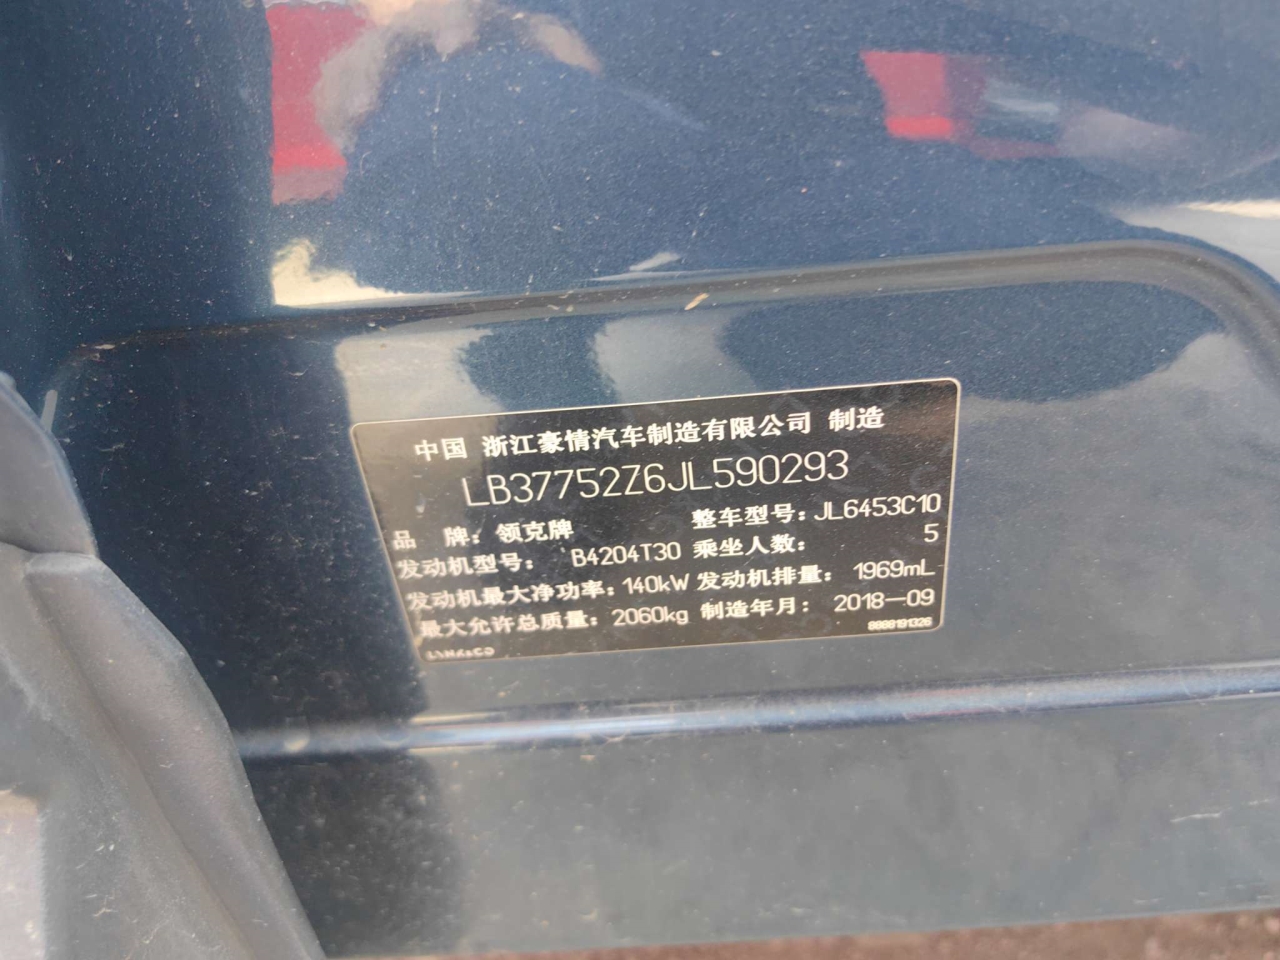 中国 浙江豪情汽车制造有限公司 制造
LB37752Z6JL590293
品 牌: 领克牌 整车型号: JL6453C10
发动机型号: B4204T30 乘坐人数: 5
发动机最大净功率: 140kW 发动机排量: 1969mL
最大允许总质量: 2060kg 制造年月: 2018-09
LYNK&CO 8888191326